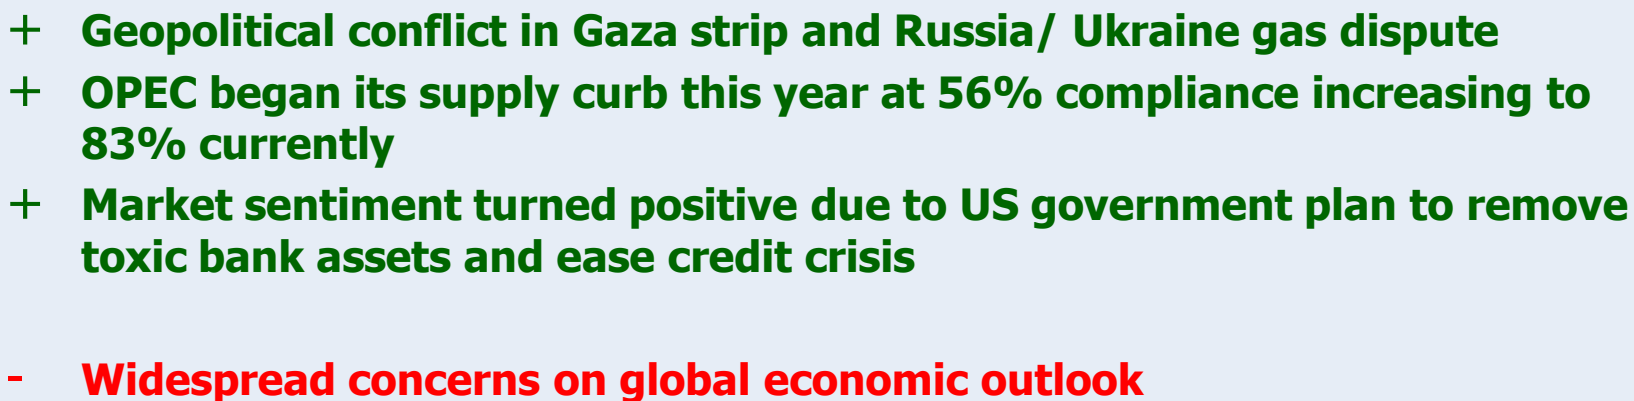 + Geopolitical conflict in Gaza strip and Russia/ Ukraine gas dispute
+ OPEC began its supply curb this year at 56% compliance increasing to
83% currently
+ Market sentiment turned positive due to US government plan to remove
toxic bank assets and ease credit crisis
- Widespread concerns on global economic outlook